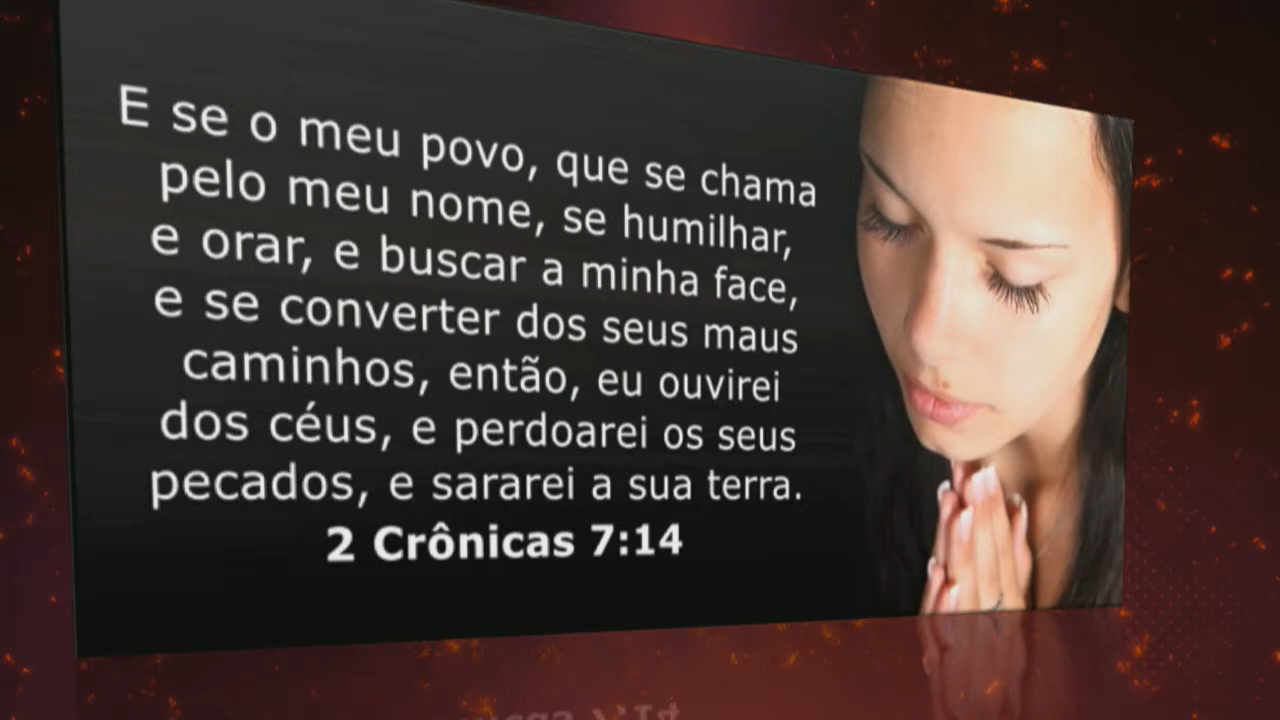 E se o meu povo, que se chama
pelo meu nome, se humilhar,
e orar, e buscar a minha face,
e se converter dos seus maus
caminhos, então, eu ouvirei
dos céus, e perdoarei os seus
pecados, e sararei a sua terra.
2 Crônicas 7:14